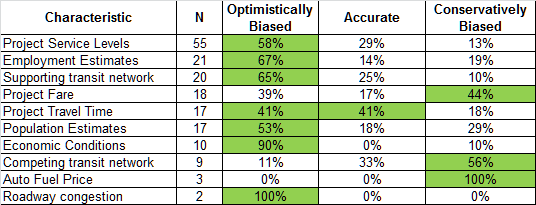 Characteristic N Optimistically Biased Accurate Conservatively Biased
Project Service Levels 55 58% 29% 13%
Employment Estimates 21 67% 14% 19%
Supporting transit network 20 65% 25% 10%
Project Fare 18 39% 17% 44%
Project Travel Time 17 41% 41% 18%
Population Estimates 17 53% 18% 29%
Economic Conditions 10 90% 0% 10%
Competing transit network 9 11% 33% 56%
Auto Fuel Price 3 0% 0% 100%
Roadway congestion 2 100% 0% 0%